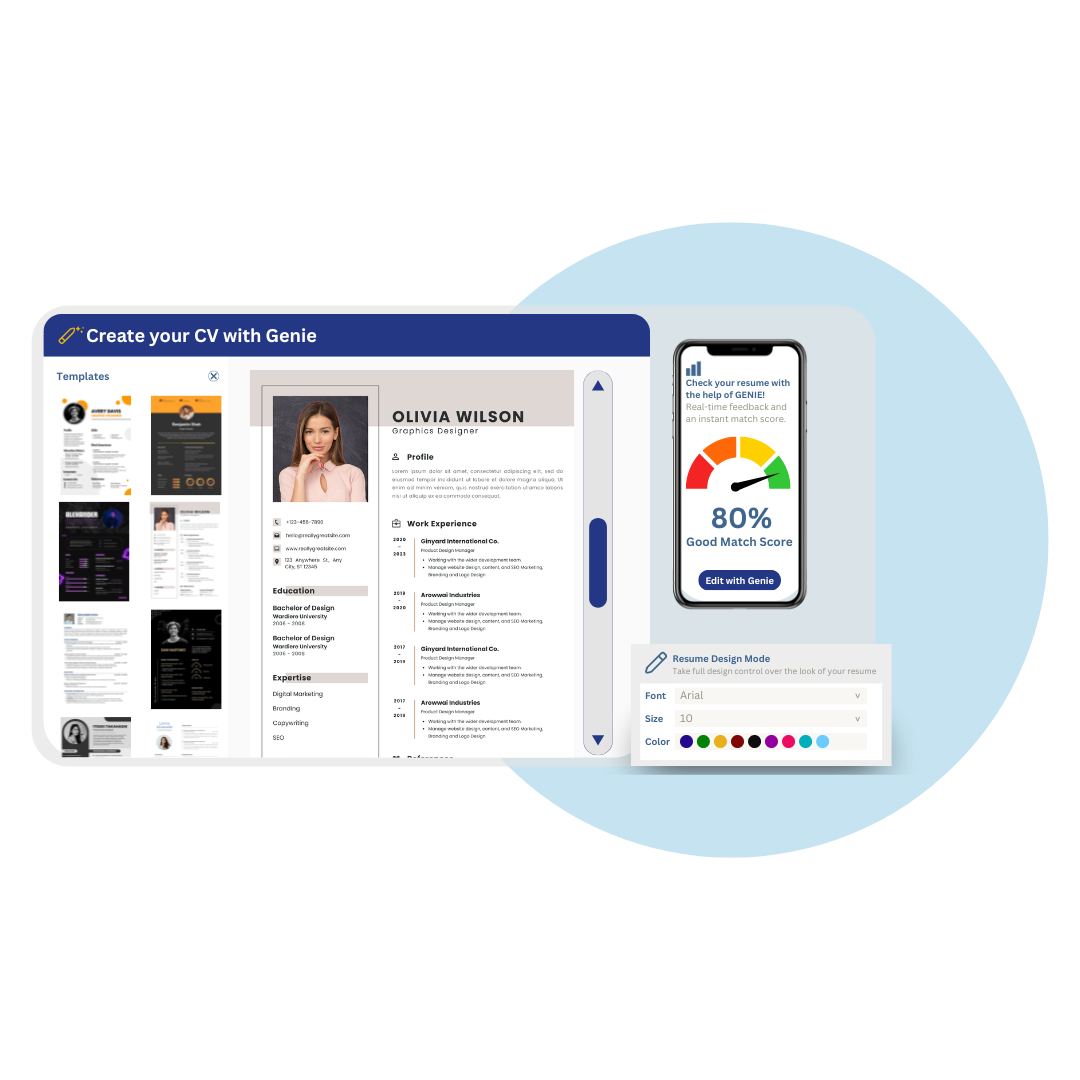 Create your CV with Genie
Templates
AVERY DAVIS
Benjamin Shah
OLIVIA WILSON
Graphics Designer
+123-456-7890
hello@reallygreatsite.com
www.reallygreatsite.com
123 Anywhere St., Any
City, ST 12345
Education
Bachelor of Design
Wardiere University
2006 - 2008
Bachelor of Design
Wardiere University
2006 - 2008
Expertise
Digital Marketing
Branding
Copywriting
SEO
Profile
Lorem ipsum dolor sit amet, consectetur adipiscing elit, sed do
eiusmod tempor incididunt ut labore et dolore magna aliqua. Ut
enim ad minim veniam, quis nostrud exercitation ullamco laboris
nisi ut aliquip ex ea commodo consequat.
Work Experience
2020
-
2023
Ginyard International Co.
Product Design Manager
• Working with the wider development team.
• Manage website design, content, and SEO Marketing,
Branding and Logo Design
2019
-
2020
Arowwai Industries
Product Design Manager
• Working with the wider development team.
• Manage website design, content, and SEO Marketing,
Branding and Logo Design
2017
-
2019
Ginyard International Co.
Product Design Manager
• Working with the wider development team.
• Manage website design, content, and SEO Marketing,
Branding and Logo Design
2017
-
2019
Arowwai Industries
Product Design Manager
• Working with the wider development team.
• Manage website design, content, and SEO Marketing,
Branding and Logo Design
Check your resume with
the help of GENIE!
Real-time feedback and
an instant match score.
80%
Good Match Score
Edit with Genie
Resume Design Mode
Take full design control over the look of your resume
Font Arial
Size 10
Color